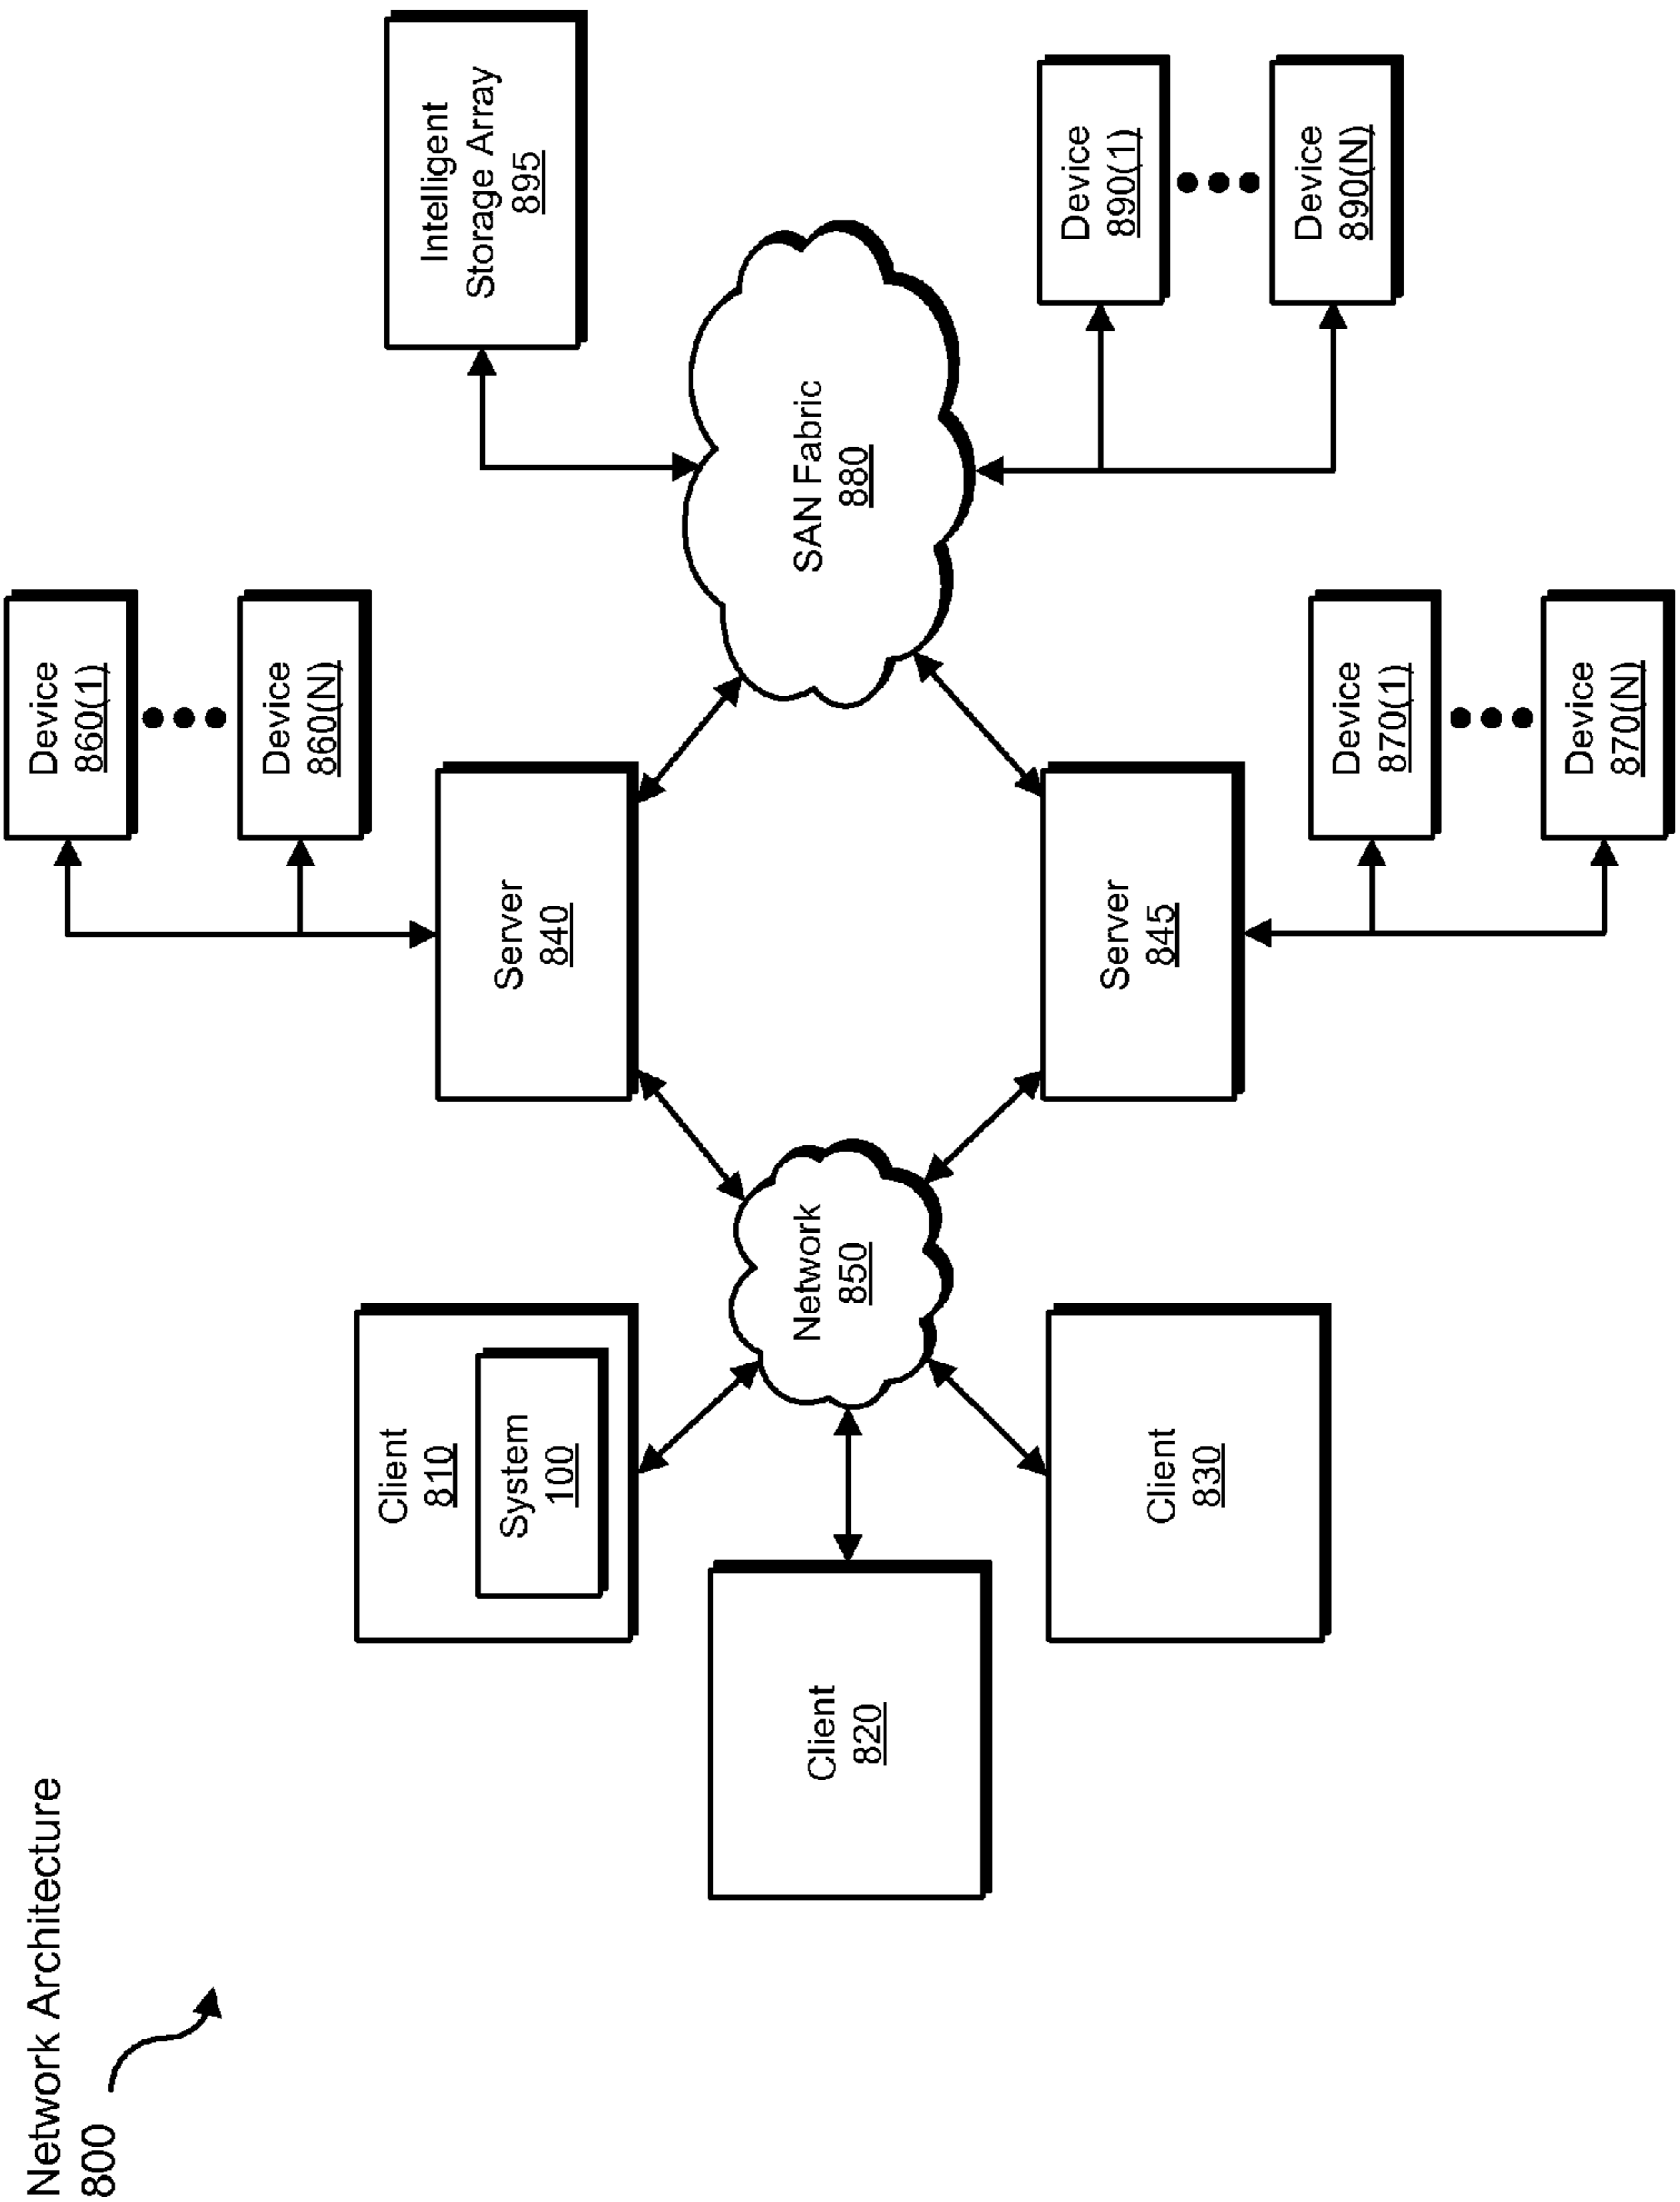 Network Architecture
800
Client
810
System
100
Client
820
Client
830
Network
850
Server
840
Server
845
Device
860(1)
Device
860(N)
Device
870(1)
Device
870(N)
SAN Fabric
880
Intelligent
Storage Array
895
Device
890(1)
Device
890(N)